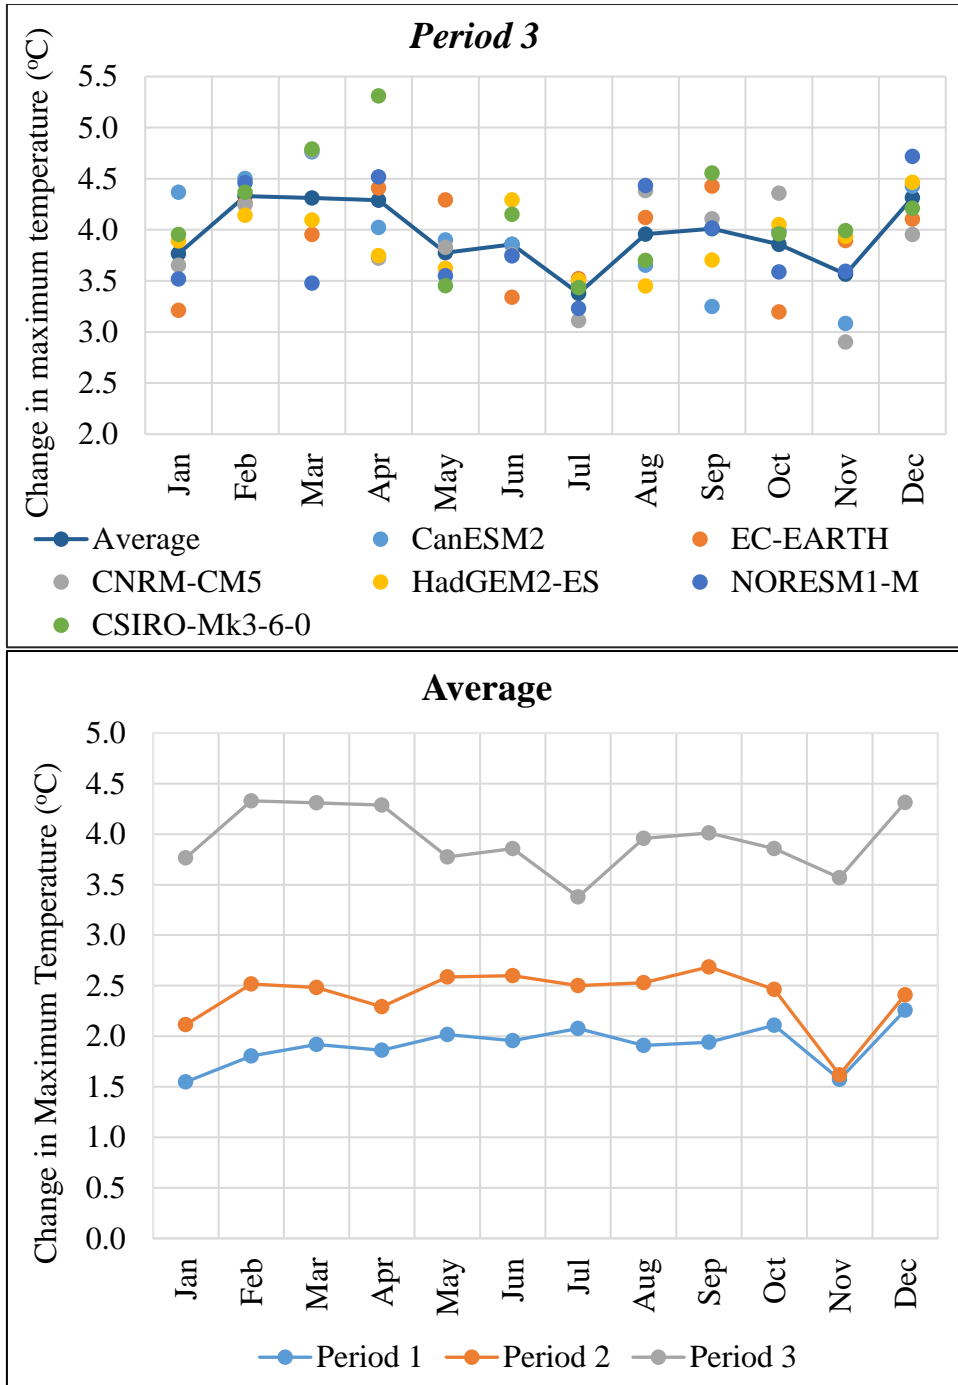 Period 3
Change in maximum temperature (°C)
5.5
5.0
4.5
4.0
3.5
3.0
2.5
2.0
Jan
Feb
Mar
Apr
May
Jun
Jul
Aug
Sep
Oct
Nov
Dec
Average CanESM2 EC-EARTH
CNRM-CM5 HadGEM2-ES NORESM1-M
CSIRO-Mk3-6-0
Average
Change in Maximum Temperature (°C)
5.0
4.5
4.0
3.5
3.0
2.5
2.0
1.5
1.0
0.5
0.0
Jan
Feb
Mar
Apr
May
Jun
Jul
Aug
Sep
Oct
Nov
Dec
Period 1 Period 2 Period 3